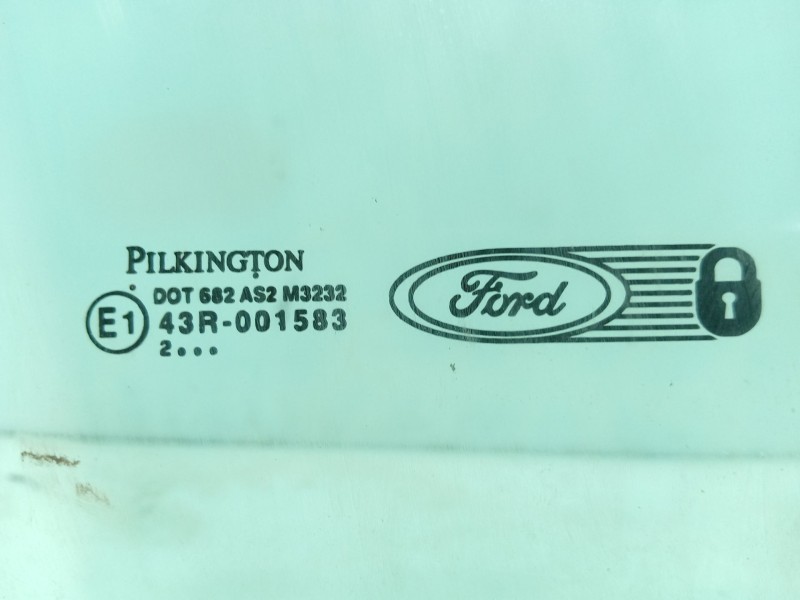 PILKINGTON
DOT 682 AS2 M3232
E1 43R-001583
2...
Ford